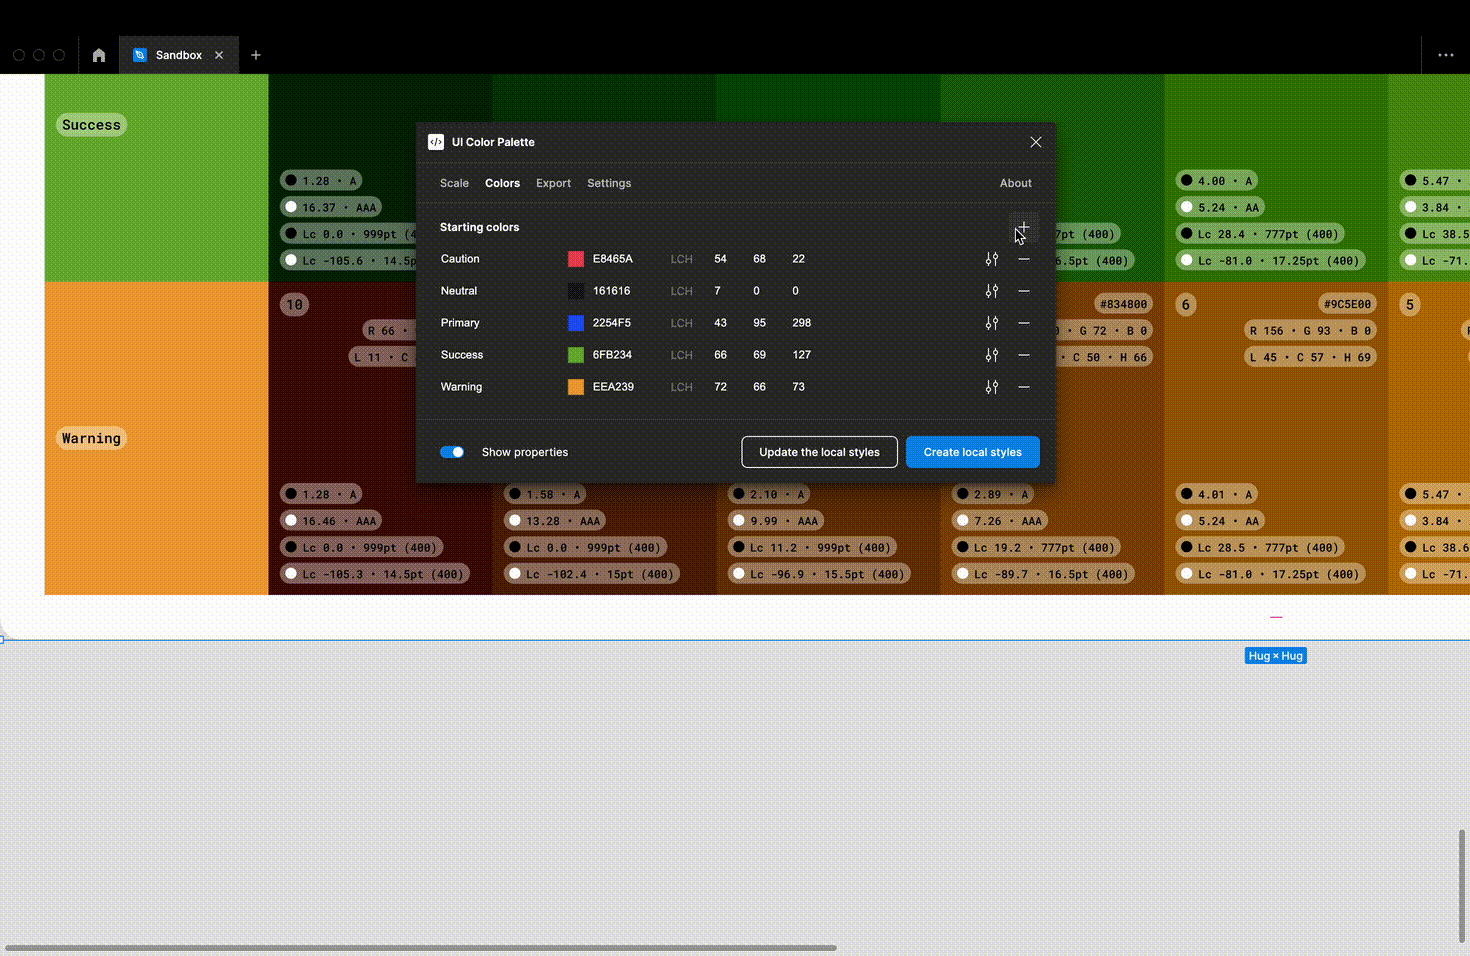 Sandbox
Success
1.28 · A
16.37 · AAA
Lc 0.0 · 999pt (4
Lc -105.6 · 14.5p
7pt (400)
6.5pt (400)
4.00 · A
5.24 · AA
Lc 28.4 · 777pt (400)
Lc -81.0 · 17.25pt (400)
5.47 ·
3.84 ·
Lc 38.5
Lc -71.
UI Color Palette
Scale Colors Export Settings About
Starting colors
Caution E8465A LCH 54 68 22
Neutral 161616 LCH 7 0 0
Primary 2254F5 LCH 43 95 298
Success 6FB234 LCH 66 69 127
Warning EEA239 LCH 72 66 73
Show properties
Update the local styles
Create local styles
Warning
10
R 66 ·
L 11 · C
#834800
· G 72 · B 0
· C 50 · H 66
6 #9C5E00
R 156 · G 93 · B 0
L 45 · C 57 · H 69
5
1.28 · A
16.46 · AAA
Lc 0.0 · 999pt (400)
Lc -105.3 · 14.5pt (400)
1.58 · A
13.28 · AAA
Lc 0.0 · 999pt (400)
Lc -102.4 · 15pt (400)
2.10 · A
9.99 · AAA
Lc 11.2 · 999pt (400)
Lc -96.9 · 15.5pt (400)
2.89 · A
7.26 · AAA
Lc 19.2 · 777pt (400)
Lc -89.7 · 16.5pt (400)
4.01 · A
5.24 · AA
Lc 28.5 · 777pt (400)
Lc -81.0 · 17.25pt (400)
5.47 ·
3.84 ·
Lc 38.6
Lc -71.
Hug × Hug